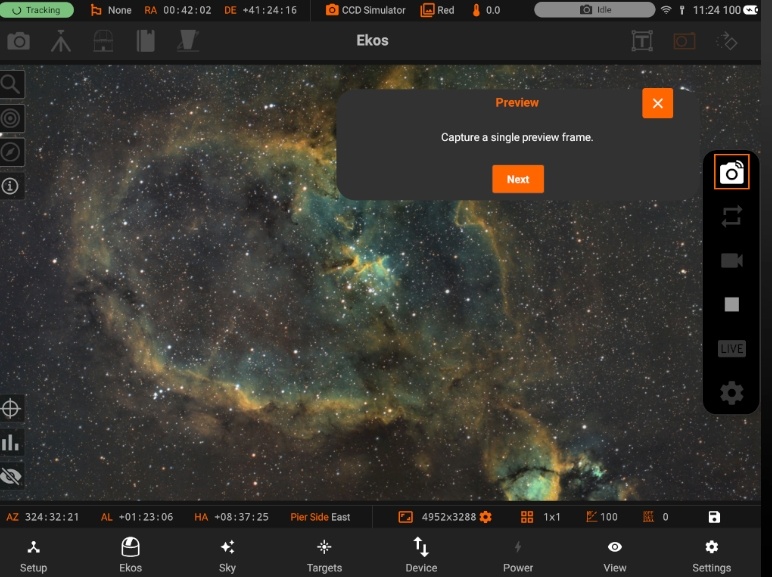 Tracking None RA 00:42:02 DE +41:24:16 CCD Simulator Red 0.0 Idle 11:24 100
Ekos
Preview
Capture a single preview frame.
Next
LIVE
AZ 324:32:21 AL +01:23:06 HA +08:37:25 Pier Side East 4952x3288 1x1 100 0
Setup Ekos Sky Targets Device Power View Settings